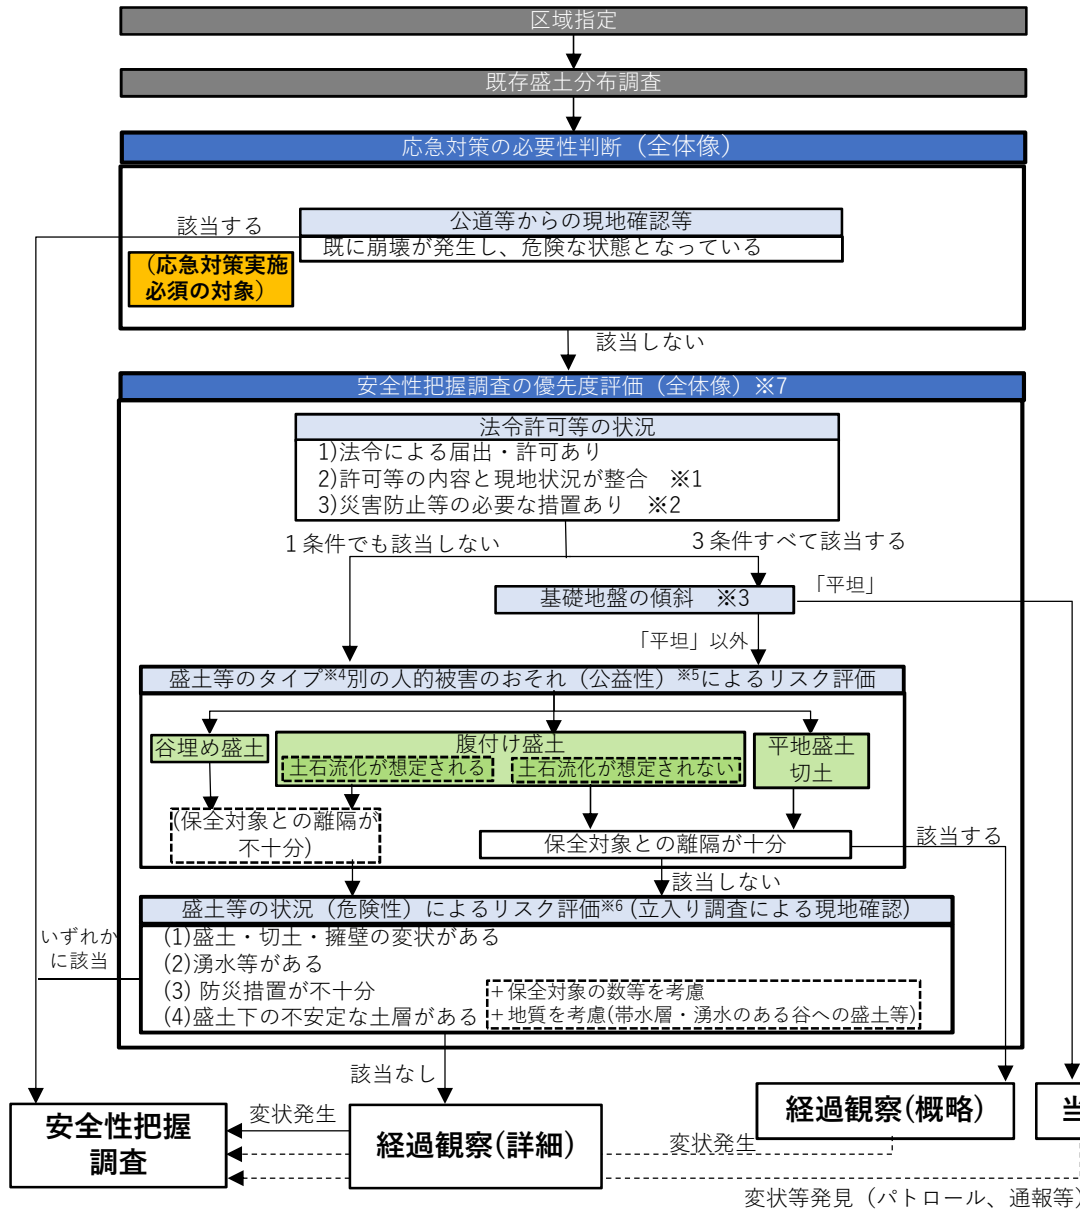 区域指定
既存盛土分布調査
応急対策の必要性判断（全体像）
公道等からの現地確認等
該当する
既に崩壊が発生し、危険な状態となっている
（応急対策実施
必須の対象）
該当しない
安全性把握調査の優先度評価（全体像）※7
法令許可等の状況
1)法令による届出・許可あり
2)許可等の内容と現地状況が整合　※1
3)災害防止等の必要な措置あり　※2
１条件でも該当しない
３条件すべて該当する
基礎地盤の傾斜　※3
「平坦」
「平坦」以外
盛土等のタイプ※4別の人的被害のおそれ（公益性）※5によるリスク評価
谷埋め盛土
腹付け盛土
土石流化が想定される
土石流化が想定されない
平地盛土
切土
(保全対象との離隔が
不十分)
保全対象との離隔が十分
該当する
該当しない
盛土等の状況（危険性）によるリスク評価※6 (立入り調査による現地確認)
いずれか
に該当
(1)盛土・切土・擁壁の変状がある
(2)湧水等がある
(3) 防災措置が不十分
(4)盛土下の不安定な土層がある
＋保全対象の数等を考慮
＋地質を考慮(帯水層・湧水のある谷への盛土等)
該当なし
安全性把握
調査
変状発生
経過観察(詳細)
変状発生
経過観察(概略)
当
変状等発見（パトロール、通報等）